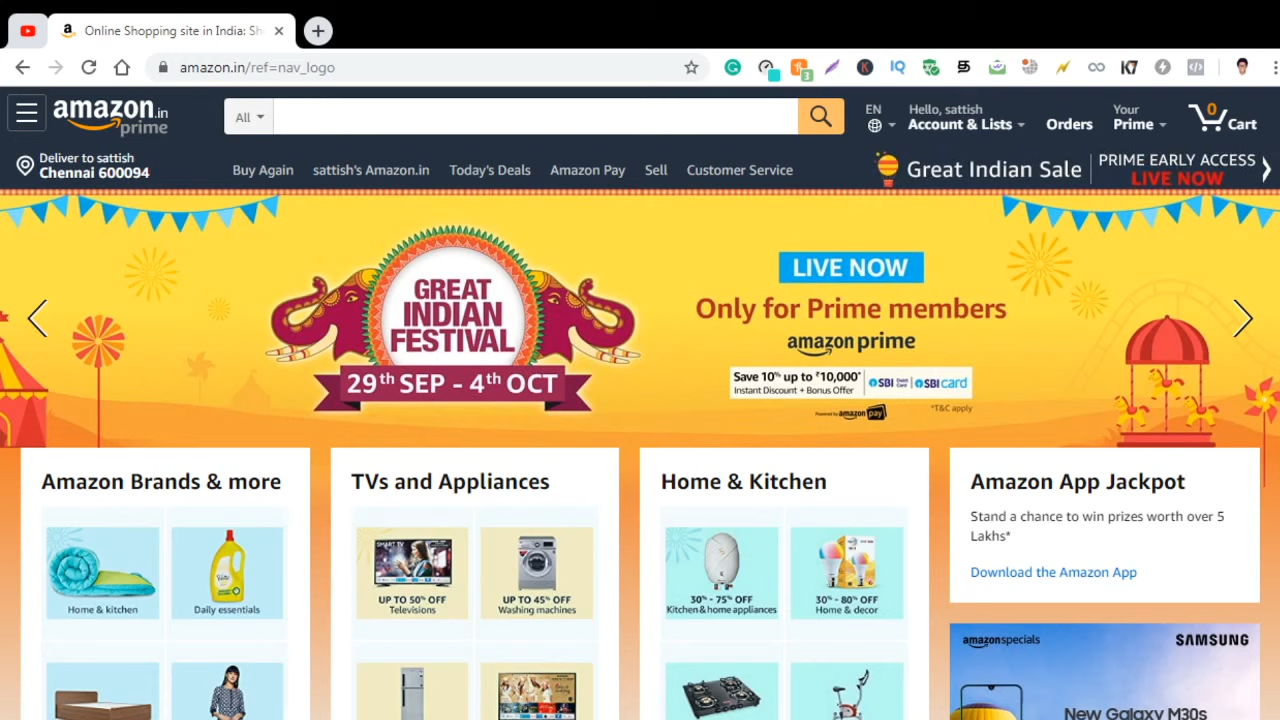 Online Shopping site in India: Sh
amazon.in/ref=nav_logo
3
amazon.in
prime
All
EN
Hello, sattish
Account & Lists
Orders
Your
Prime
0
Cart
Deliver to sattish
Chennai 600094
Buy Again
sattish's Amazon.in
Today's Deals
Amazon Pay
Sell
Customer Service
Great Indian Sale
PRIME EARLY ACCESS
LIVE NOW
GREAT
INDIAN
FESTIVAL
29th SEP - 4th OCT
LIVE NOW
Only for Prime members
amazon prime
Save 10% up to ₹10,000*
Instant Discount + Bonus Offer
SBI Debit Card
SBI card
Powered by amazon pay
*T&C apply
Amazon Brands & more
Home & kitchen
Daily essentials
TVs and Appliances
SMART TV
UP TO 50% OFF
Televisions
UP TO 45% OFF
Washing machines
Home & Kitchen
30% - 75% OFF
Kitchen & home appliances
30% - 80% OFF
Home & decor
Amazon App Jackpot
Stand a chance to win prizes worth over 5
Lakhs*
Download the Amazon App
amazonspecials
SAMSUNG
New Galaxy M30s